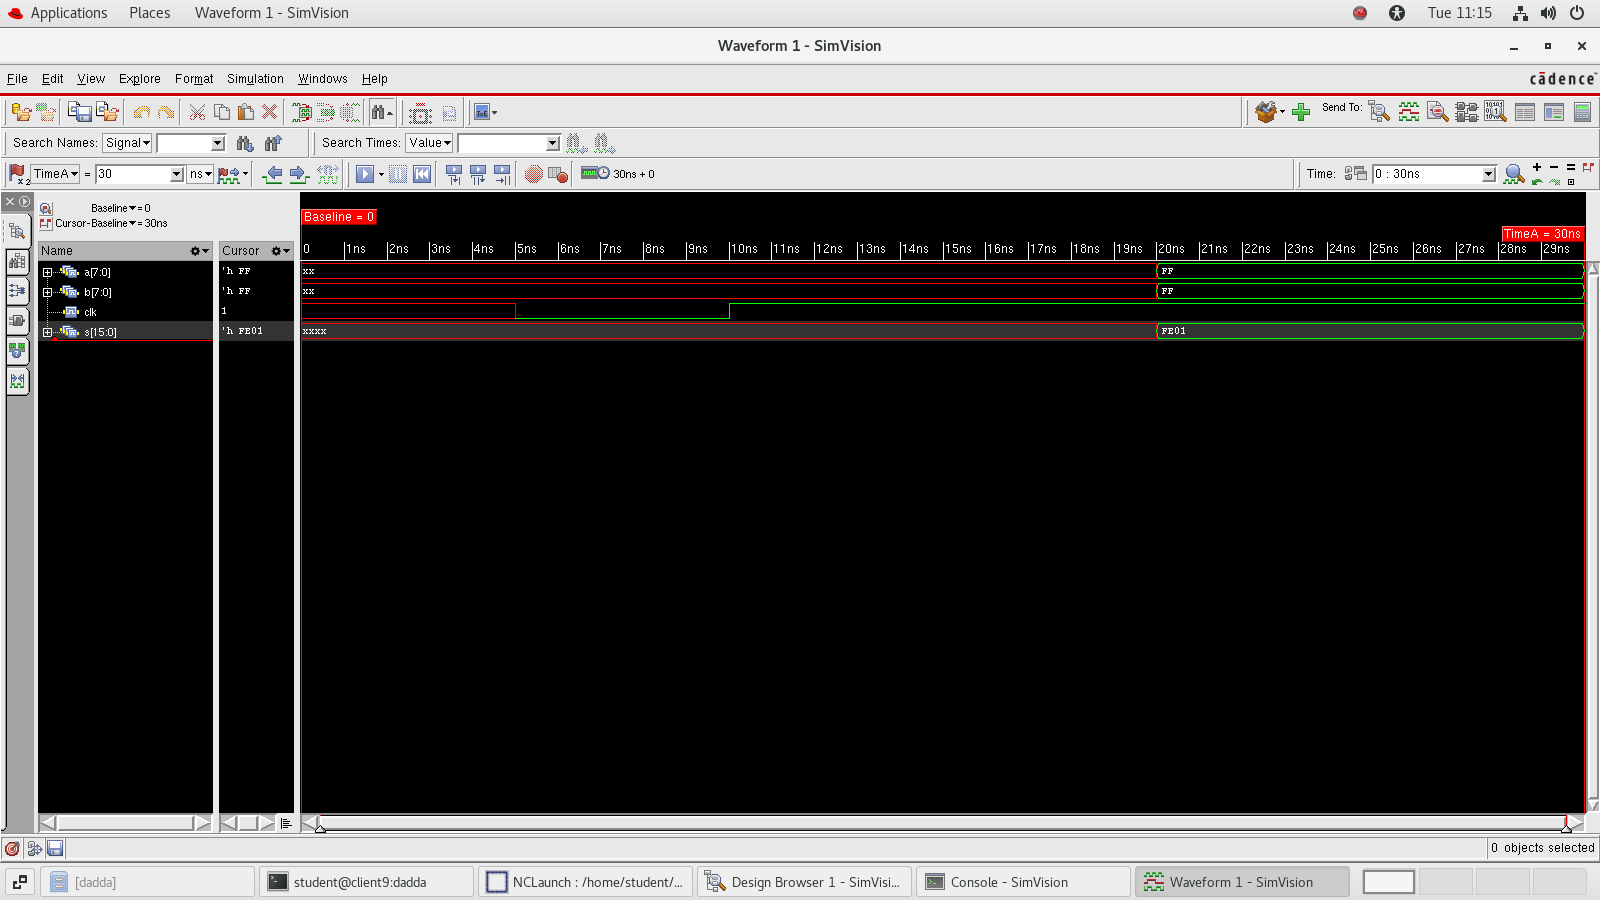 Applications Places Waveform 1 - SimVision Tue 11:15
Waveform 1 - SimVision
File Edit View Explore Format Simulation Windows Help cādence
Send To:
Search Names: Signal Search Times: Value
TimeA = 30 ns 30ns + 0 Time: 0 : 30ns
Baseline = 0
Cursor-Baseline = 30ns
Baseline = 0
TimeA = 30ns
Name Cursor 0 1ns 2ns 3ns 4ns 5ns 6ns 7ns 8ns 9ns 10ns 11ns 12ns 13ns 14ns 15ns 16ns 17ns 18ns 19ns 20ns 21ns 22ns 23ns 24ns 25ns 26ns 27ns 28ns 29ns
a[7:0] 'h FF xx FF
b[7:0] 'h FF xx FF
clk 1
s[15:0] 'h FE01 xxxx FE01
0 objects selected
[dadda] student@client9:dadda NCLaunch : /home/student/... Design Browser 1 - SimVisi... Console - SimVision Waveform 1 - SimVision